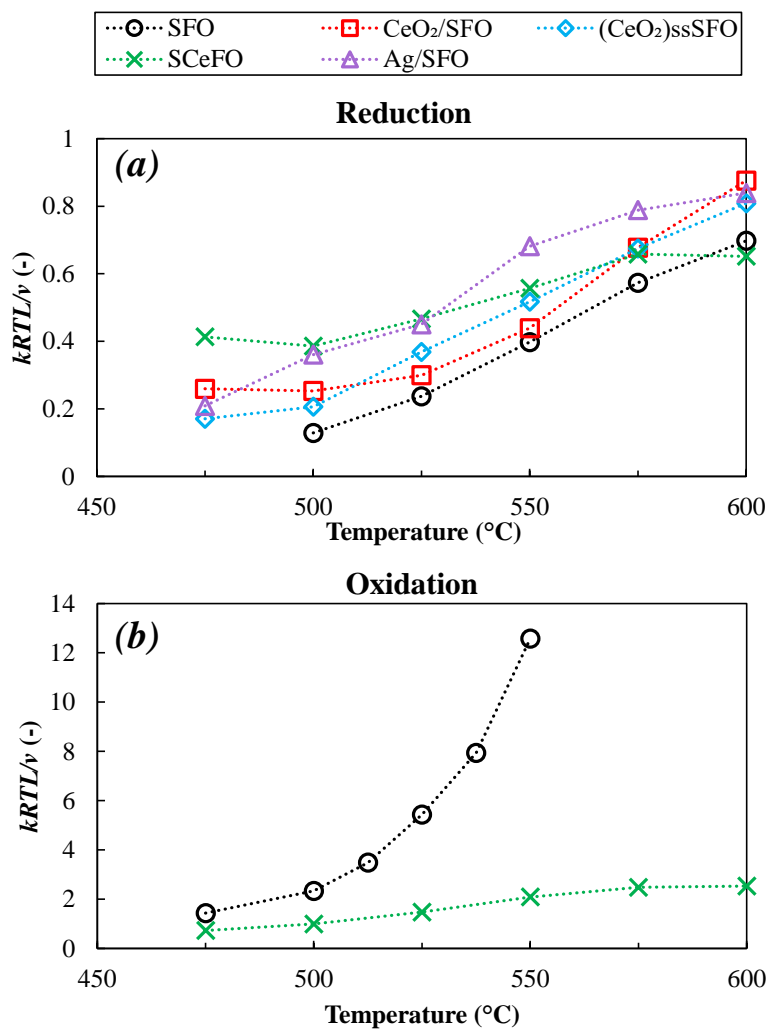 SFO CeO₂/SFO (CeO₂)ssSFO
SCeFO Ag/SFO
Reduction
(a)
1
0.8
0.6
0.4
0.2
0
kRTL/v (-)
450 500 550 600
Temperature (°C)
Oxidation
(b)
14
12
10
8
6
4
2
0
kRTL/v (-)
450 500 550 600
Temperature (°C)